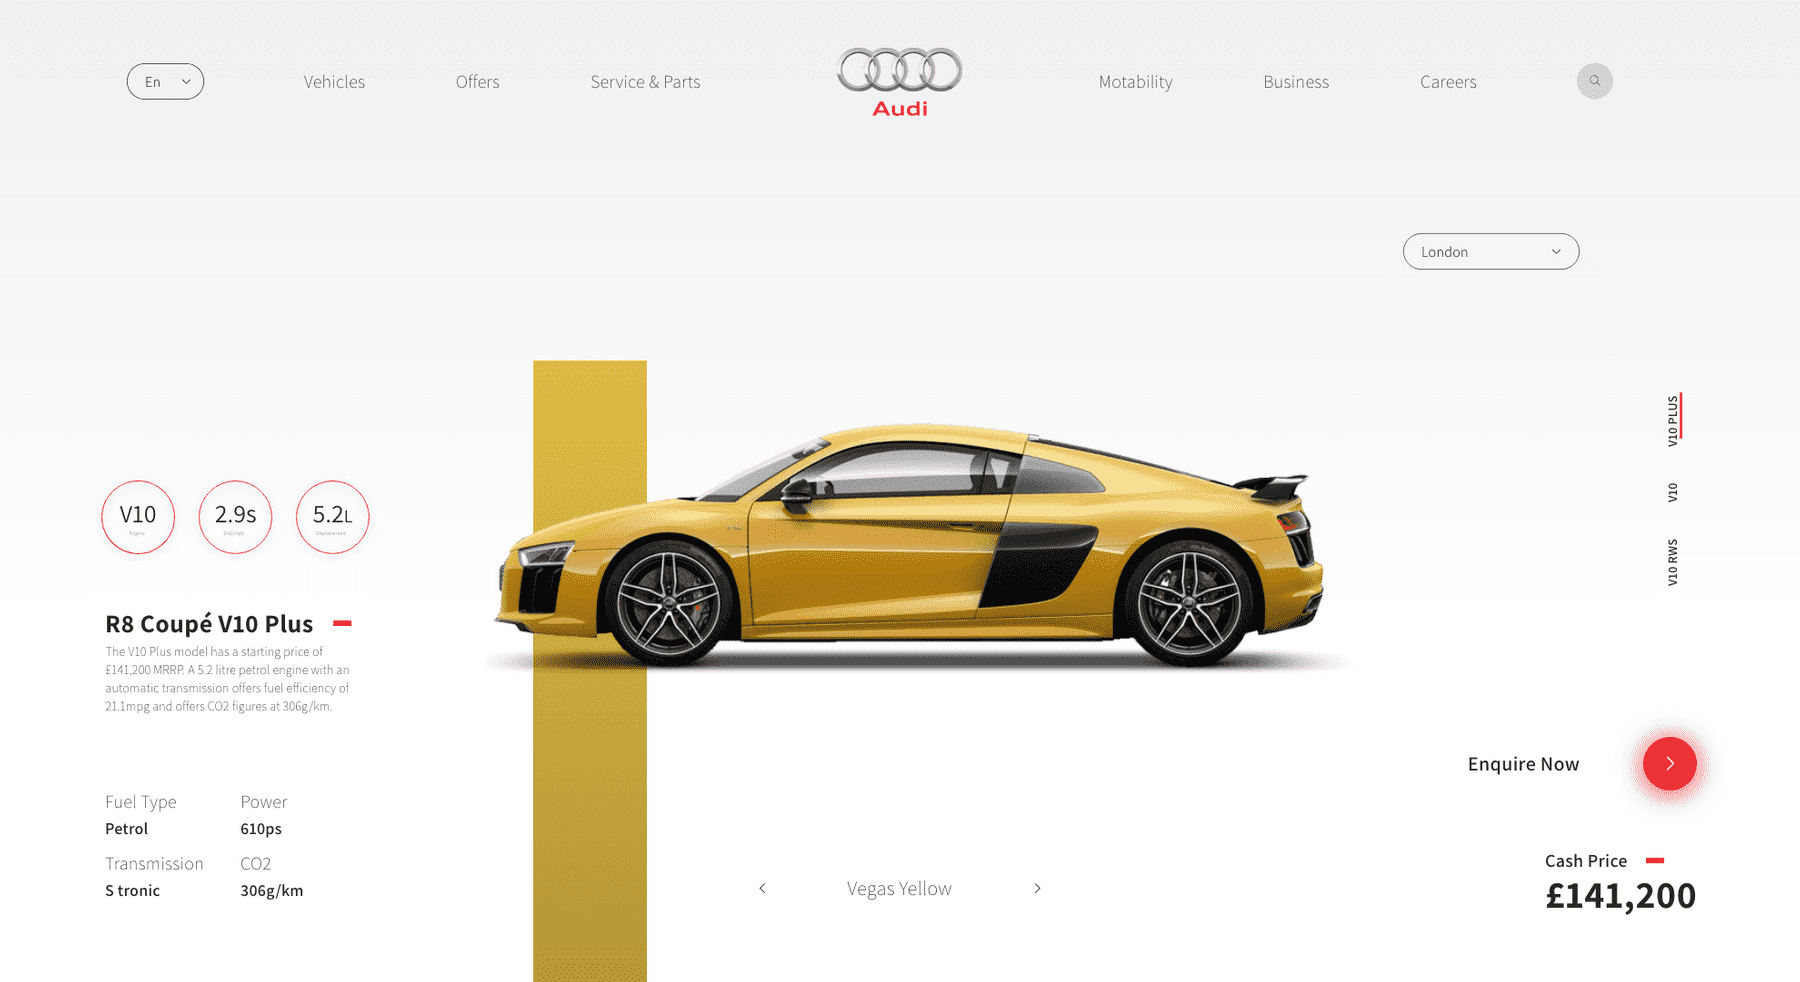 En
Vehicles
Offers
Service & Parts
Audi
Motability
Business
Careers
London
V10 PLUS
V10
V10 RWS
V10
Engine
2.9s
0-62 mph
5.2L
Displacement
R8 Coupé V10 Plus
The V10 Plus model has a starting price of
£141,200 MRRP. A 5.2 litre petrol engine with an
automatic transmission offers fuel efficiency of
21.1mpg and offers CO2 figures at 306g/km.
Fuel Type
Petrol
Power
610ps
Transmission
S tronic
CO2
306g/km
Vegas Yellow
Enquire Now
Cash Price
£141,200